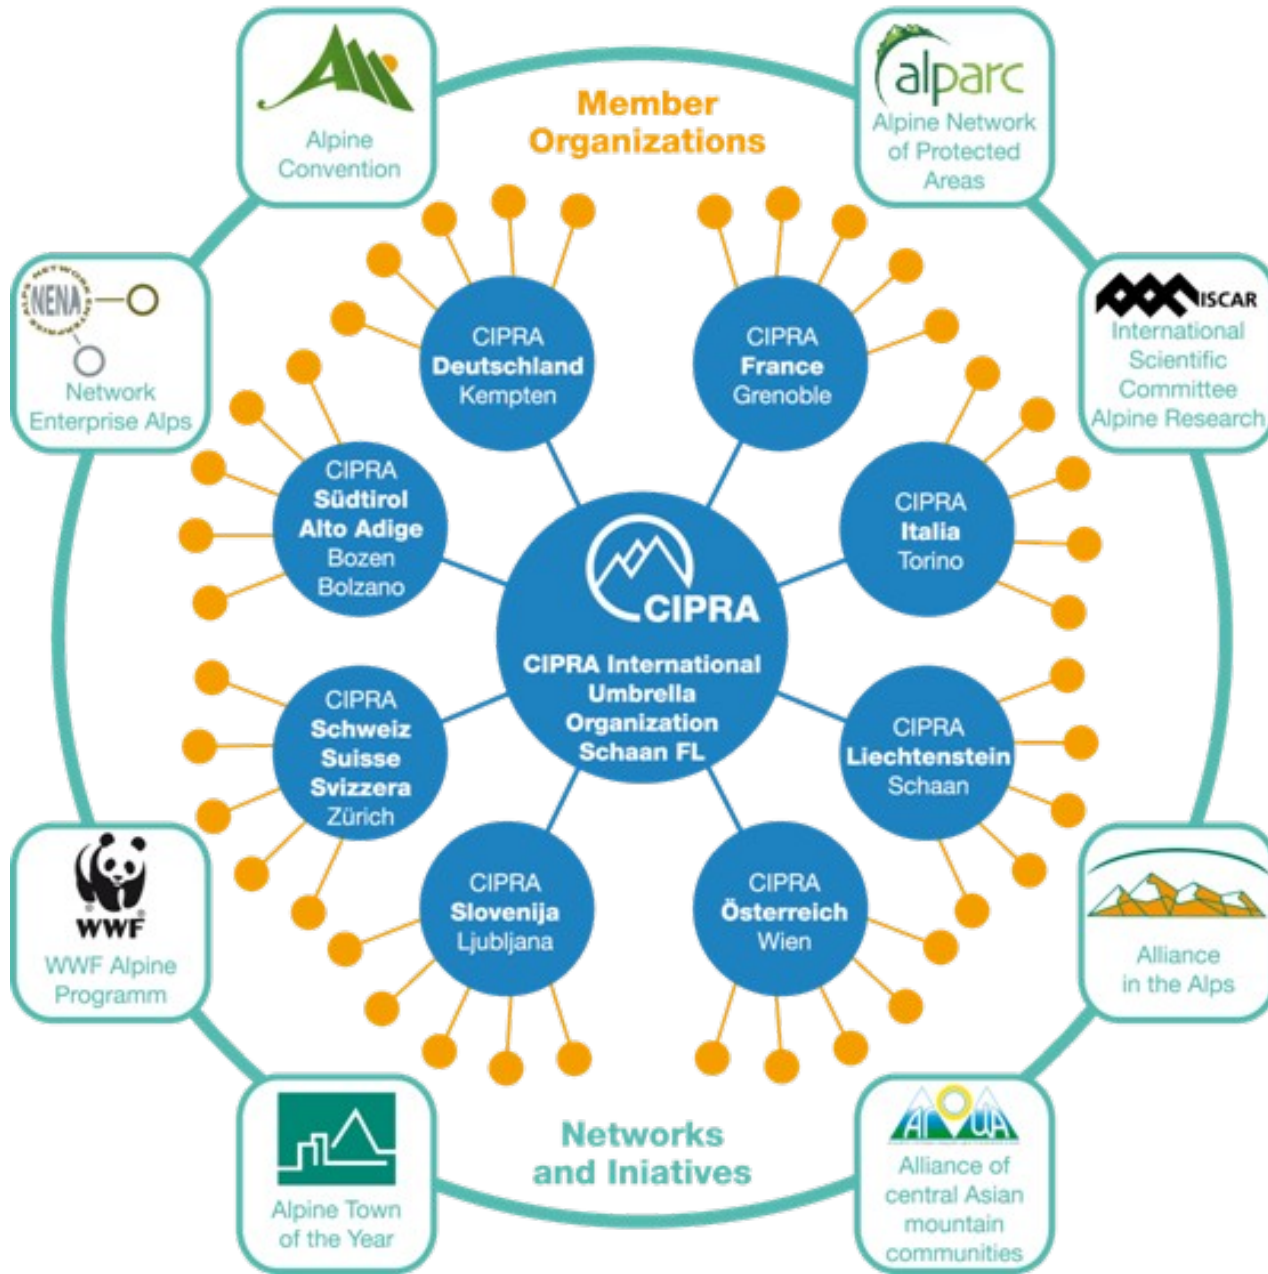 Alpine
Convention
Member
Organizations
alparc
Alpine Network
of Protected
Areas
NENA
Network
Enterprise Alps
ISCAR
International
Scientific
Committee
Alpine Research
CIPRA
Deutschland
Kempten
CIPRA
France
Grenoble
CIPRA
Südtirol
Alto Adige
Bozen
Bolzano
CIPRA
Italia
Torino
CIPRA
CIPRA International
Umbrella
Organization
Schaan FL
CIPRA
Schweiz
Suisse
Svizzera
Zürich
CIPRA
Liechtenstein
Schaan
CIPRA
Slovenija
Ljubljana
CIPRA
Österreich
Wien
WWF
WWF Alpine
Programm
Alliance
in the Alps
Alpine Town
of the Year
Networks
and Iniatives
Alliance of
central Asian
mountain
communities